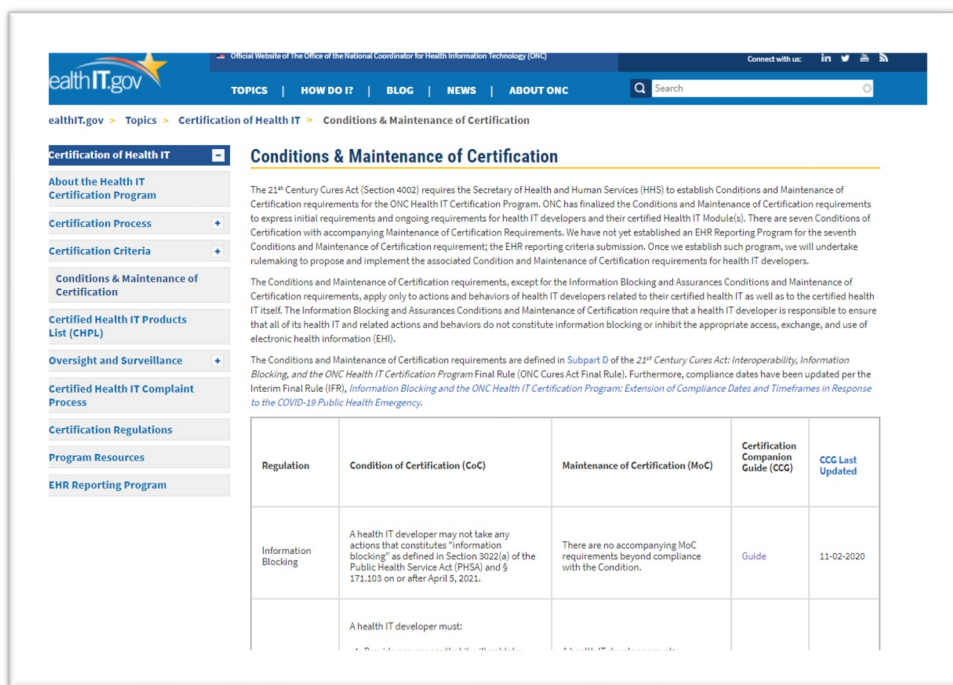 Official Website of The Office of the National Coordinator for Health Information Technology (ONC)
Connect with us:
ealthIT.gov
TOPICS | HOW DO I? | BLOG | NEWS | ABOUT ONC
Search
ealthIT.gov > Topics > Certification of Health IT > Conditions & Maintenance of Certification
Certification of Health IT
About the Health IT
Certification Program
Certification Process
Certification Criteria
Conditions & Maintenance of
Certification
Certified Health IT Products
List (CHPL)
Oversight and Surveillance
Certified Health IT Complaint
Process
Certification Regulations
Program Resources
EHR Reporting Program
Conditions & Maintenance of Certification
The 21st Century Cures Act (Section 4002) requires the Secretary of Health and Human Services (HHS) to establish Conditions and Maintenance of
Certification requirements for the ONC Health IT Certification Program. ONC has finalized the Conditions and Maintenance of Certification requirements
to express initial requirements and ongoing requirements for health IT developers and their certified Health IT Module(s). There are seven Conditions of
Certification with accompanying Maintenance of Certification Requirements. We have not yet established an EHR Reporting Program for the seventh
Conditions and Maintenance of Certification requirement; the EHR reporting criteria submission. Once we establish such program, we will undertake
rulemaking to propose and implement the associated Condition and Maintenance of Certification requirements for health IT developers.
The Conditions and Maintenance of Certification requirements, except for the Information Blocking and Assurances Conditions and Maintenance of
Certification requirements, apply only to actions and behaviors of health IT developers related to their certified health IT as well as to the certified health
IT itself. The Information Blocking and Assurances Conditions and Maintenance of Certification require that a health IT developer is responsible to ensure
that all of its health IT and related actions and behaviors do not constitute information blocking or inhibit the appropriate access, exchange, and use of
electronic health information (EHI).
The Conditions and Maintenance of Certification requirements are defined in Subpart D of the 21st Century Cures Act: Interoperability, Information
Blocking, and the ONC Health IT Certification Program Final Rule (ONC Cures Act Final Rule). Furthermore, compliance dates have been updated per the
Interim Final Rule (IFR), Information Blocking and the ONC Health IT Certification Program: Extension of Compliance Dates and Timeframes in Response
to the COVID-19 Public Health Emergency.
Regulation
Condition of Certification (CoC)
Maintenance of Certification (MoC)
Certification
Companion
Guide (CCG)
CCG Last
Updated
Information
Blocking
A health IT developer may not take any
actions that constitutes "information
blocking" as defined in Section 3022(a) of the
Public Health Service Act (PHSA) and §
171.103 on or after April 5, 2021.
There are no accompanying MoC
requirements beyond compliance
with the Condition.
Guide
11-02-2020
A health IT developer must: